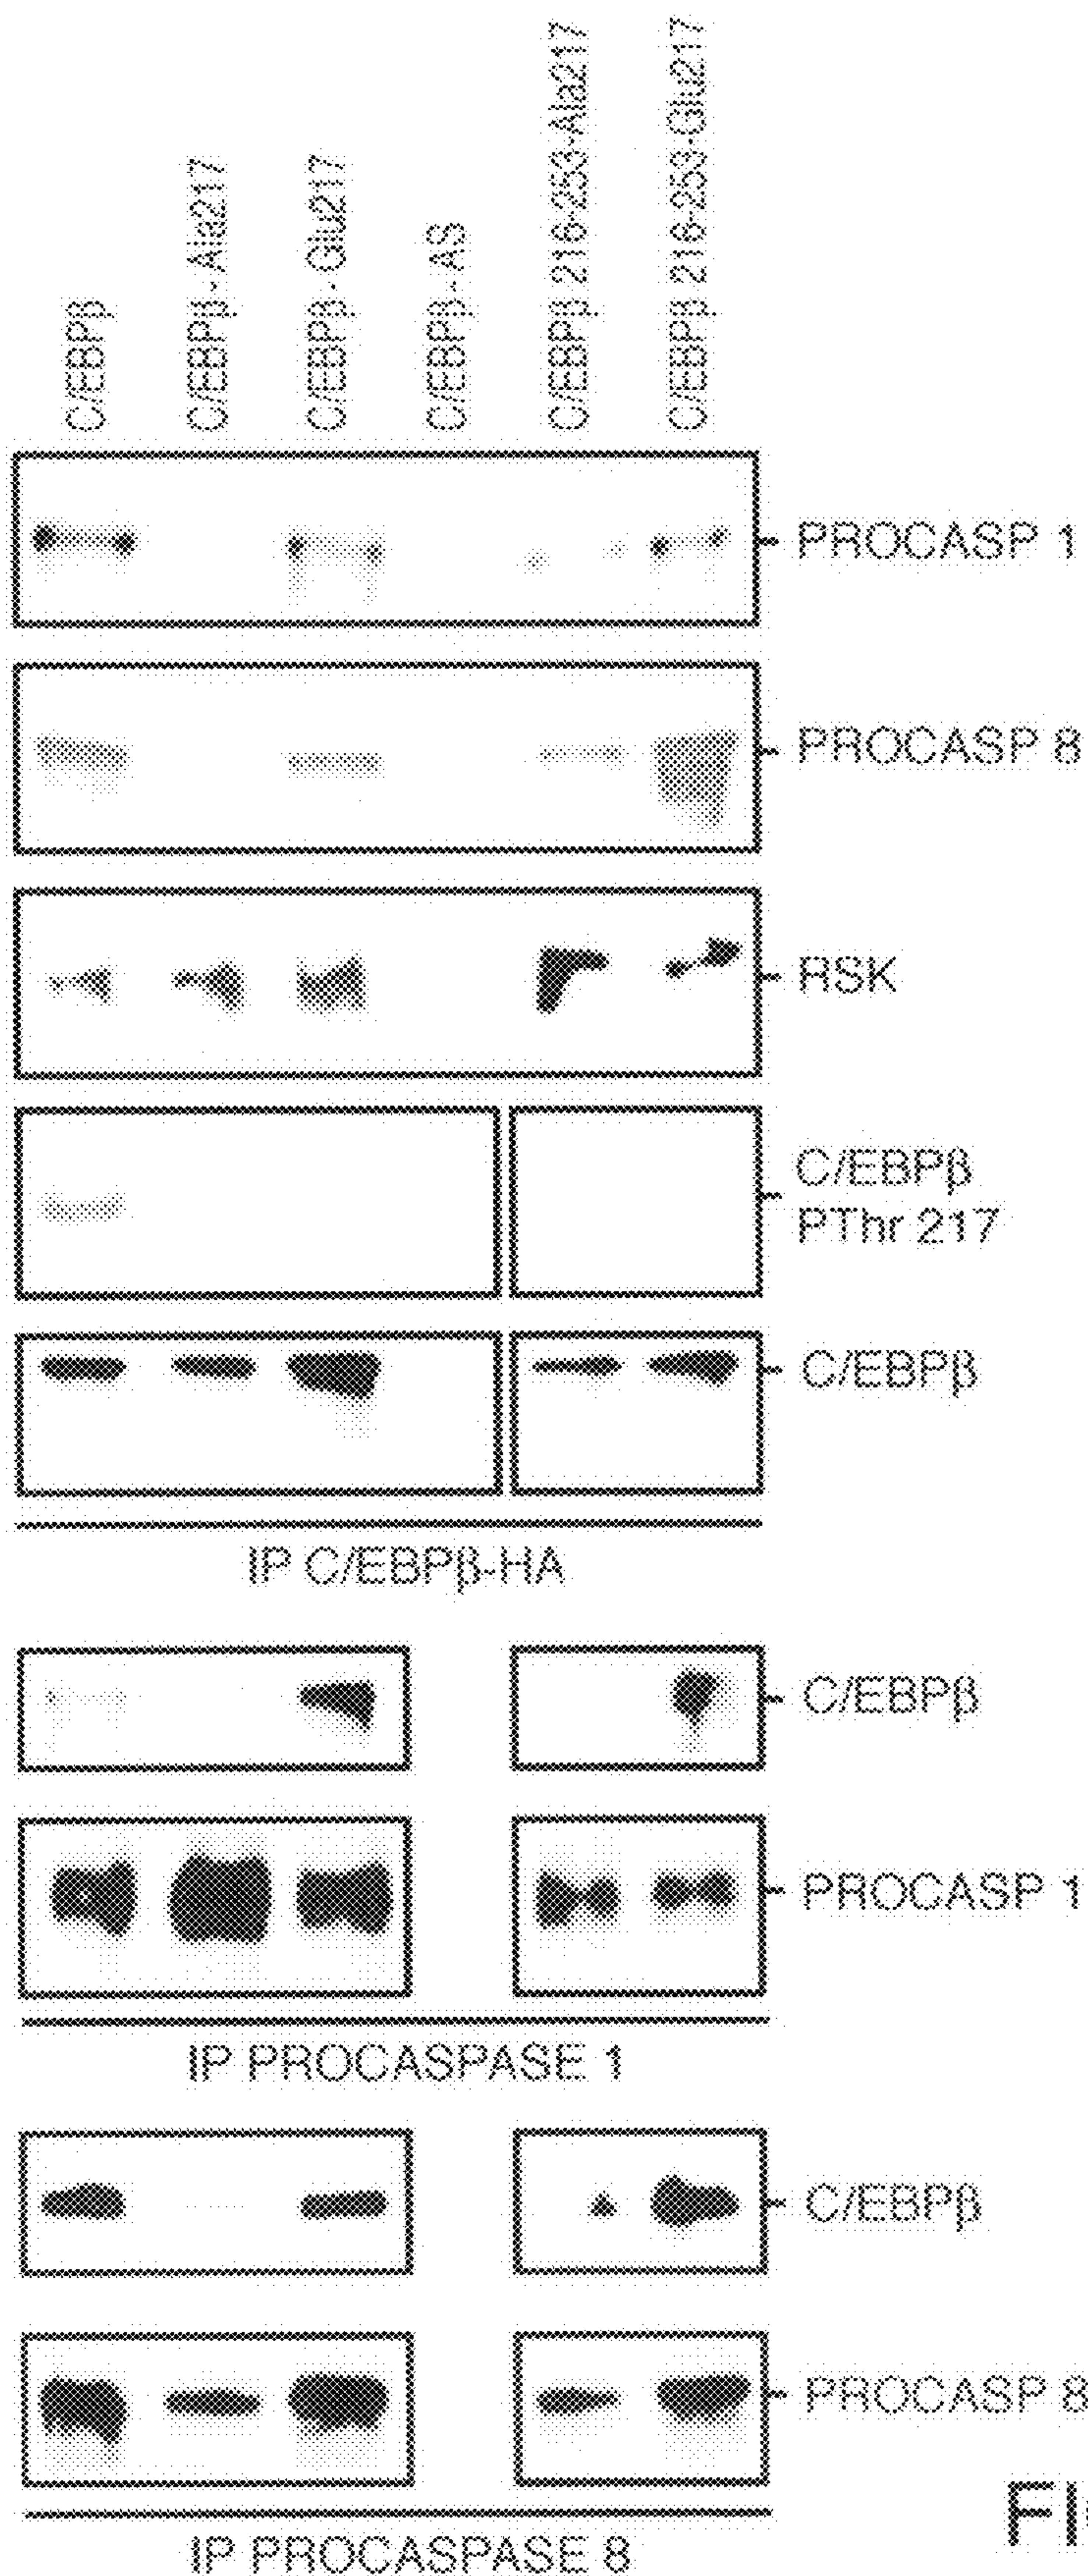 C/EBPβ
C/EBPβ - Ala217
C/EBPβ - Glu217
C/EBPβ - AS
C/EBPβ 216-253-Ala217
C/EBPβ 216-253-Glu217
PROCASP 1
PROCASP 8
RSK
C/EBPβ
PThr 217
C/EBPβ
IP C/EBPβ-HA
C/EBPβ
PROCASP 1
IP PROCASPASE 1
C/EBPβ
PROCASP 8
IP PROCASPASE 8